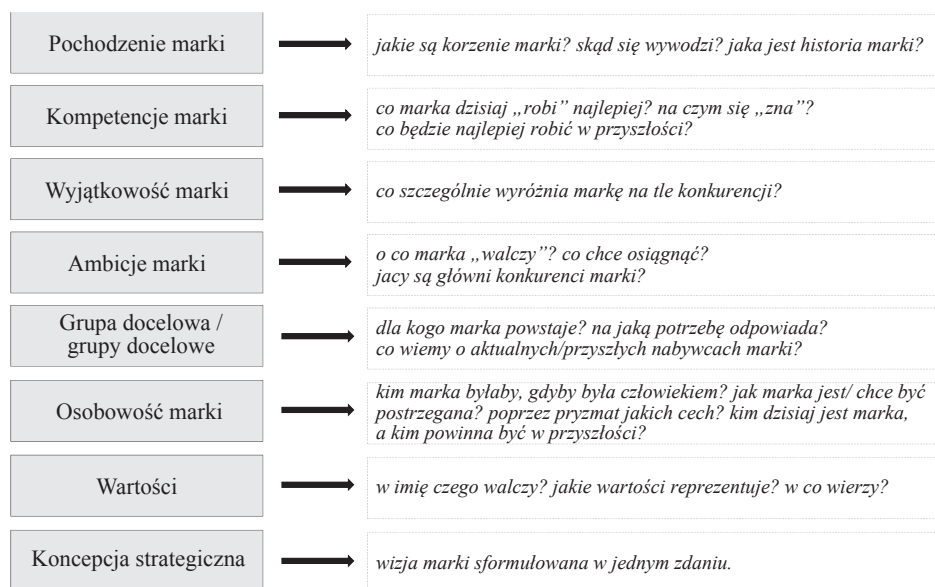 Pochodzenie marki
jakie są korzenie marki? skąd się wywodzi? jaka jest historia marki?
Kompetencje marki
co marka dzisiaj „robi” najlepiej? na czym się „zna”?
co będzie najlepiej robić w przyszłości?
Wyjątkowość marki
co szczególnie wyróżnia markę na tle konkurencji?
Ambicje marki
o co marka „walczy”? co chce osiągnąć?
jacy są główni konkurenci marki?
Grupa docelowa /
grupy docelowe
dla kogo marka powstaje? na jaką potrzebę odpowiada?
co wiemy o aktualnych/przyszłych nabywcach marki?
Osobowość marki
kim marka byłaby, gdyby była człowiekiem? jak marka jest/ chce być
postrzegana? poprzez pryzmat jakich cech? kim dzisiaj jest marka,
a kim powinna być w przyszłości?
Wartości
w imię czego walczy? jakie wartości reprezentuje? w co wierzy?
Koncepcja strategiczna
wizja marki sformułowana w jednym zdaniu.